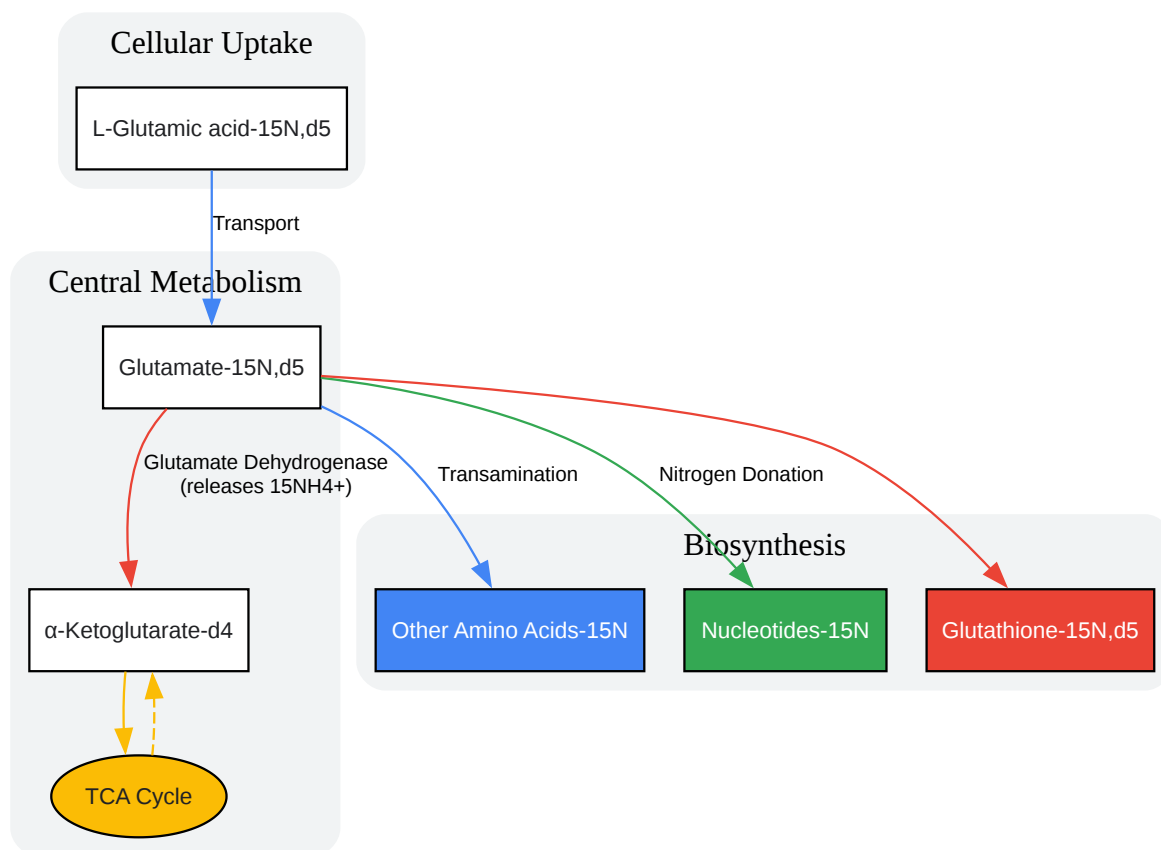 Cellular Uptake
L-Glutamic acid-15N,d5
Transport
Central Metabolism
Glutamate-15N,d5
Glutamate Dehydrogenase
(releases 15NH4+)
Transamination
Nitrogen Donation
Biosynthesis
α-Ketoglutarate-d4
Other Amino Acids-15N
Nucleotides-15N
Glutathione-15N,d5
TCA Cycle